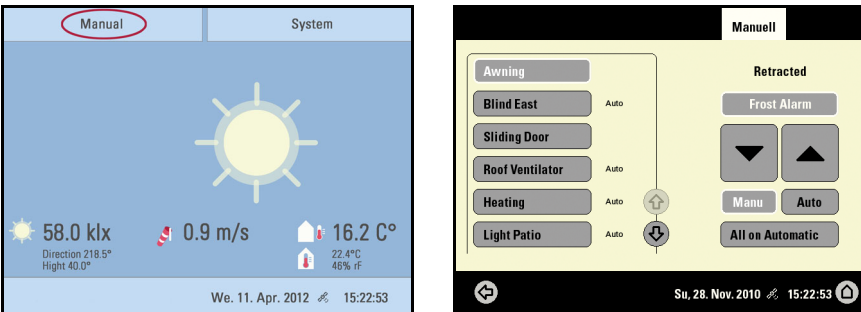 Manual System
58.0 klx 0.9 m/s 16.2 C°
Direction 218.5°
Hight 40.0°
22.4°C
46% rF
We. 11. Apr. 2012 15:22:53
Manuell
Awning
Blind East Auto
Sliding Door
Roof Ventilator Auto
Heating Auto
Light Patio Auto
Retracted
Frost Alarm
Manu Auto
All on Automatic
Su, 28. Nov. 2010 15:22:53